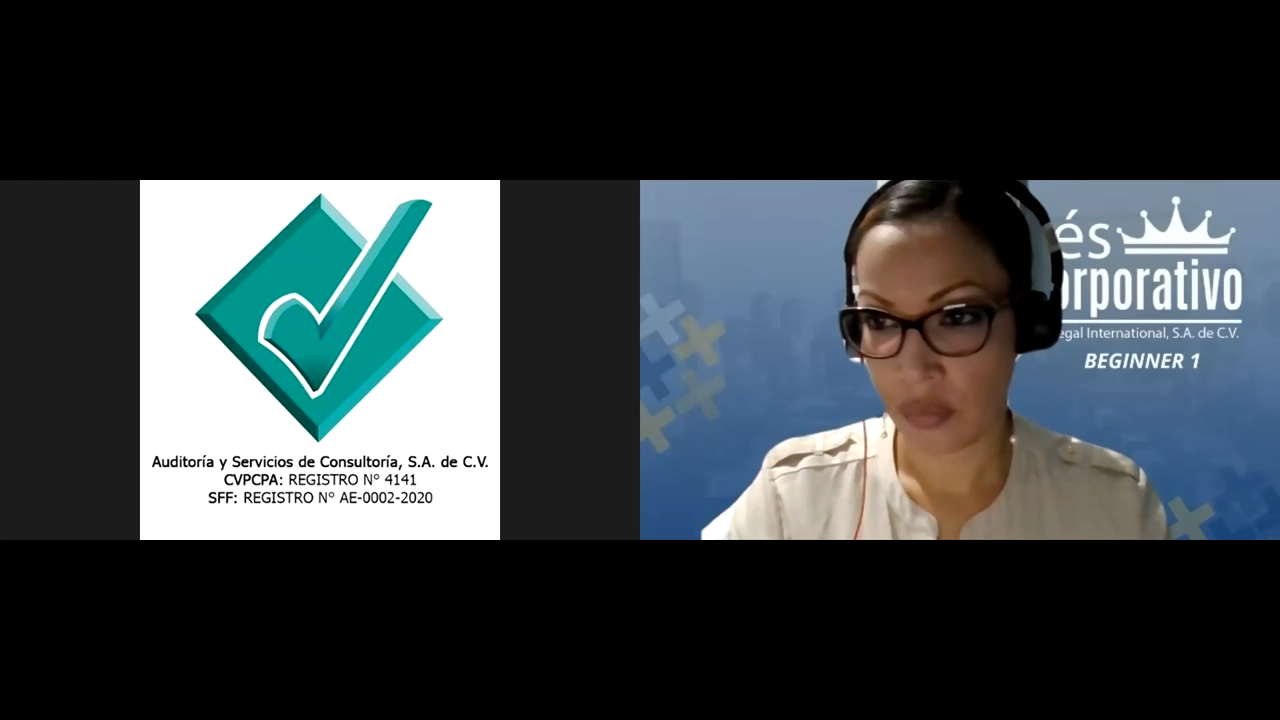 Auditoría y Servicios de Consultoría, S.A. de C.V.
CVPCPA: REGISTRO N° 4141
SFF: REGISTRO N° AE-0002-2020
és
orporativo
egal International, S.A. de C.V.
BEGINNER 1